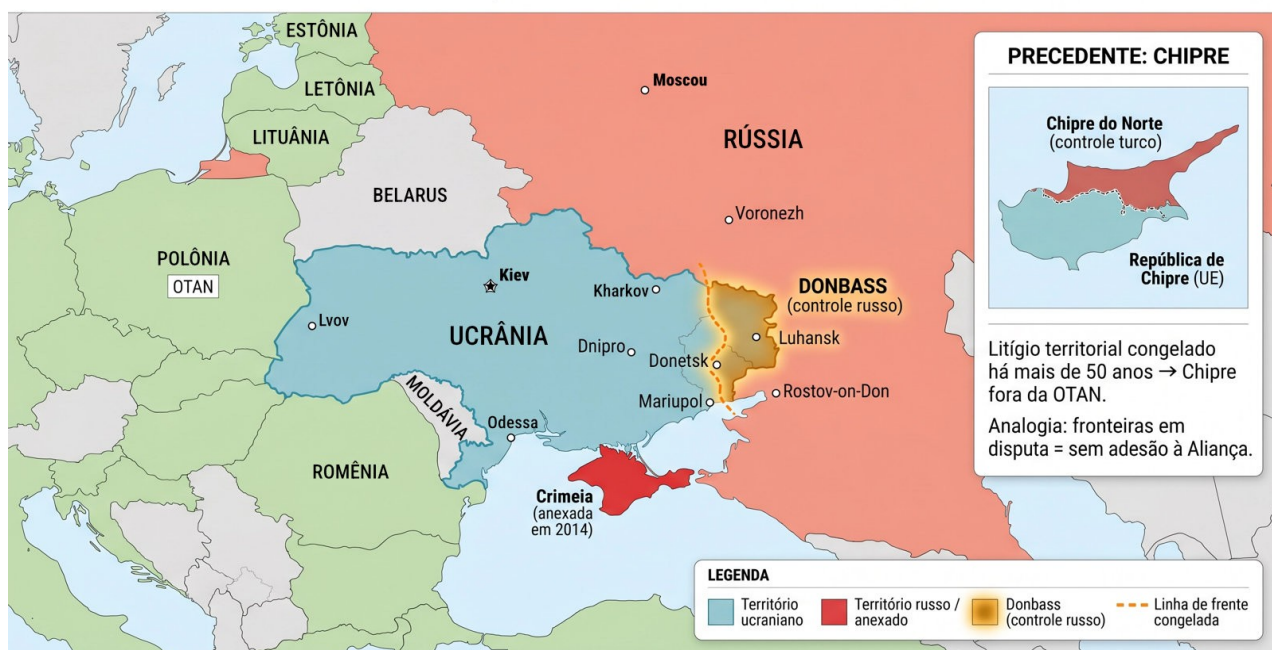 ESTÔNIA
LETÔNIA
LITUÂNIA
Moscou
RÚSSIA
BELARUS
Voronezh
POLÔNIA
OTAN
Kiev
Kharkov
DONBASS
(controle russo)
Lvov
UCRÂNIA
Dnipro
Luhansk
Donetsk
MOLDÁVIA
Mariupol
Rostov-on-Don
Odessa
ROMÊNIA
Crimeia
(anexada
em 2014)
PRECEDENTE: CHIPRE
Chipre do Norte
(controle turco)
República de
Chipre (UE)
Litígio territorial congelado
há mais de 50 anos → Chipre
fora da OTAN.
Analogia: fronteiras em
disputa = sem adesão à Aliança.
LEGENDA
Território
ucraniano
Território russo /
anexado
Donbass
(controle russo)
Linha de frente
congelada